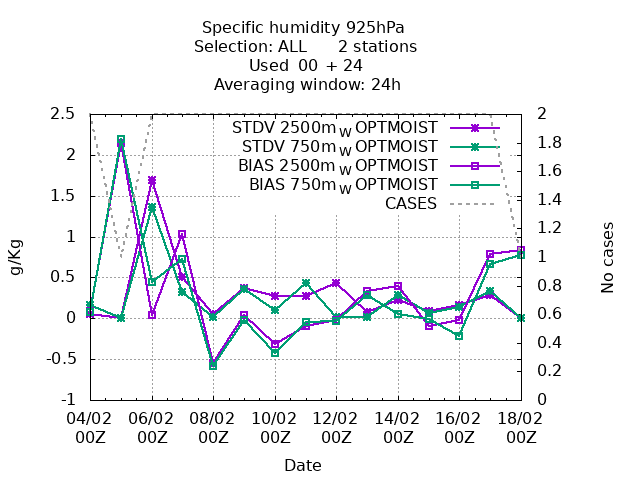 Specific humidity 925hPa
Selection: ALL 2 stations
Used 00 + 24
Averaging window: 24h
STDV 2500m W OPTMOIST
STDV 750m W OPTMOIST
BIAS 2500m W OPTMOIST
BIAS 750m W OPTMOIST
CASES
2.5
2
1.5
1
0.5
0
-0.5
-1
g/Kg
2
1.8
1.6
1.4
1.2
1
0.8
0.6
0.4
0.2
0
No cases
04/02 06/02 08/02 10/02 12/02 14/02 16/02 18/02
00Z 00Z 00Z 00Z 00Z 00Z 00Z 00Z
Date